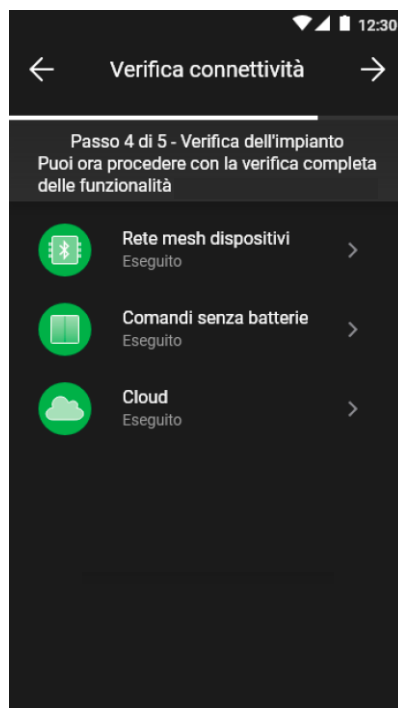 12:30
Verifica connettività
Passo 4 di 5 - Verifica dell'impianto
Puoi ora procedere con la verifica completa
delle funzionalità
Rete mesh dispositivi
Eseguito
Comandi senza batterie
Eseguito
Cloud
Eseguito